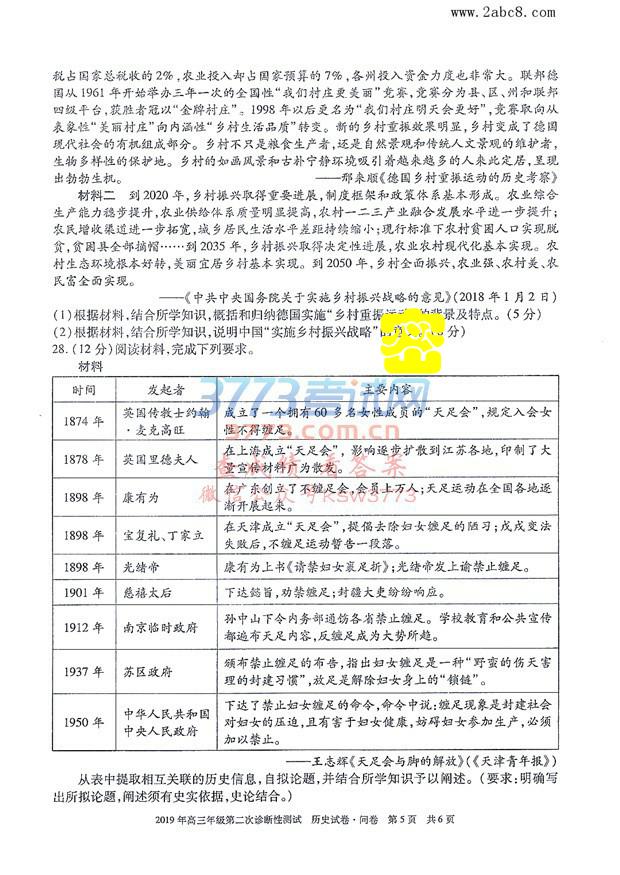 www.2abc8.com
税占国家总税收的2%,农业投入却占国家预算的7%,各州投入资金力度也非常大。联邦德
国从1961年开始举办三年一次的全国性“我们村庄更美丽”竞赛,竞赛分为县、区、州和联邦
四级平台,获胜者冠以“金牌村庄”。1998年以后更名为“我们村庄明天会更好”,竞赛取向从
表象性“美丽村庄”向内涵性“乡村生活品质”转变。新的乡村重振效果明显,乡村变成了德国
现代社会的有机组成部分。乡村不只是粮食生产者,还是自然景观和传统人文景观的维护者,
生物多样性的保护地。乡村的如画风景和古朴宁静环境吸引着越来越多的人来此定居,呈现
出勃勃生机。 ——邢来顺《德国乡村重振运动的历史考察》
材料二 到2020年,乡村振兴取得重要进展,制度框架和政策体系基本形成。农业综合
生产能力稳步提升,农业供给体系质量明显提高,农村一二三产业融合发展水平进一步提升;
农民增收渠道进一步拓宽,城乡居民生活水平差距持续缩小;现行标准下农村贫困人口实现脱
贫,贫困县全部摘帽……到2035年,乡村振兴取得决定性进展,农业农村现代化基本实现。农
村生态环境根本好转,美丽宜居乡村基本实现。到2050年,乡村全面振兴,农业强、农村美、农
民富全面实现。
——《中共中央国务院关于实施乡村振兴战略的意见》(2018年1月2日)
(1)根据材料,结合所学知识,概括和归纳德国实施“乡村重振运动”的背景及特点。(5分)
(2)根据材料,结合所学知识,说明中国“实施乡村振兴战略”的 分)
28.(12分)阅读材料,完成下列要求。
材料
时间 发起者 主要内容
1874年 英国传教士约翰·麦克高旺 成立了一个拥有60多名女性成员的“天足会”,规定入会女
性不得缠足。
1878年 英国里德夫人 在上海成立“天足会”,影响逐步扩散到江苏各地,印制了大
量宣传材料广为散发。
1898年 康有为 在广东创立了不缠足会,会员上万人;天足运动在全国各地逐
渐开展起来。
1898年 宝复礼、丁家立 在天津成立“天足会”,提倡去除妇女缠足的陋习;戊戌变法
失败后,不缠足运动暂告一段落。
1898年 光绪帝 康有为上书《请禁妇女裹足折》;光绪帝发上谕禁止缠足。
1901年 慈禧太后 下达懿旨,劝禁缠足;封疆大吏纷纷响应。
1912年 南京临时政府 孙中山下令内务部通饬各省禁止缠足。学校教育和公共宣传
都遍布天足内容,反缠足成为大势所趋。
1937年 苏区政府 颁布禁止缠足的布告,指出妇女缠足是一种“野蛮的伤天害
理的封建习惯”,放足是解除妇女身上的“锁链”。
1950年 中华人民共和国中央人民政府 下达了禁止妇女缠足的命令,命令中说:缠足现象是封建社会
对妇女的压迫,且有害于妇女健康,妨碍妇女参加生产,必须
加以禁止。
——王志辉《天足会与脚的解放》(《天津青年报》)
从表中提取相互关联的历史信息,自拟论题,并结合所学知识予以阐述。(要求:明确写
出所拟论题,阐述须有史实依据,史论结合。)
2019年高三年级第二次诊断性测试 历史试卷·问卷 第5页 共6页
3773考试网
www.3773.com.cn
查成绩 看答案
微信公众号KSW3773